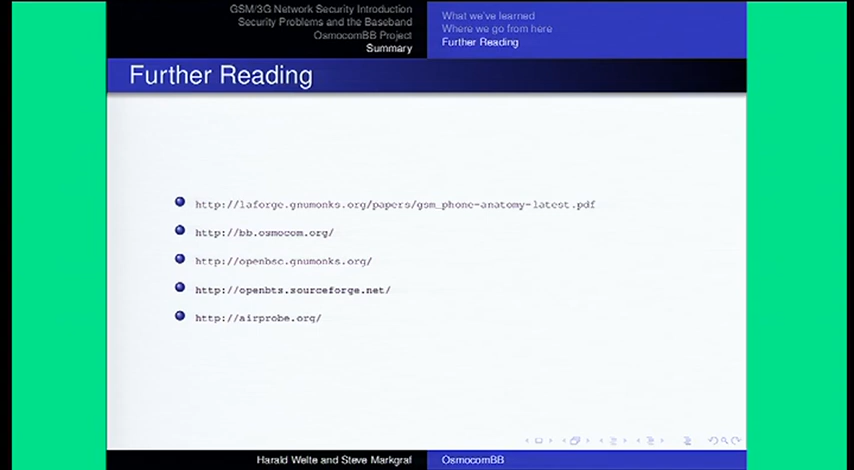 GSM/3G Network Security Introduction
Security Problems and the Baseband
OsmocomBB Project
Summary
What we've learned
Where we go from here
Further Reading
Further Reading
http://laforge.gnumonks.org/papers/gsm_phone-anatomy-latest.pdf
http://bb.osmocom.org/
http://openbsc.gnumonks.org/
http://openbts.sourceforge.net/
http://airprobe.org/
Harald Welte and Steve Markgraf
OsmocomBB